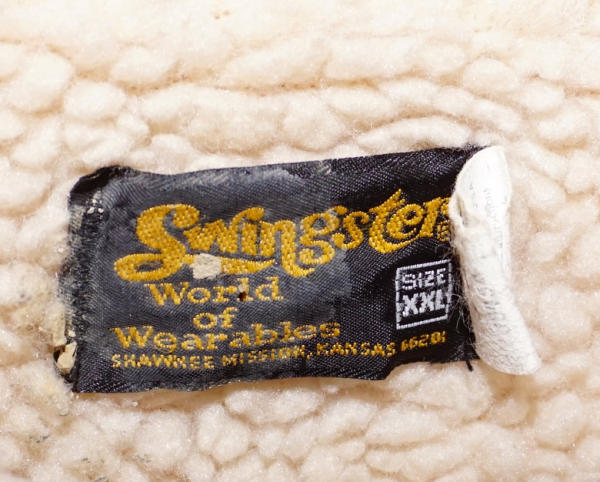 Swingster
World
of
Wearables
SHAWNEE MISSION, KANSAS 66201
SIZE
XXL